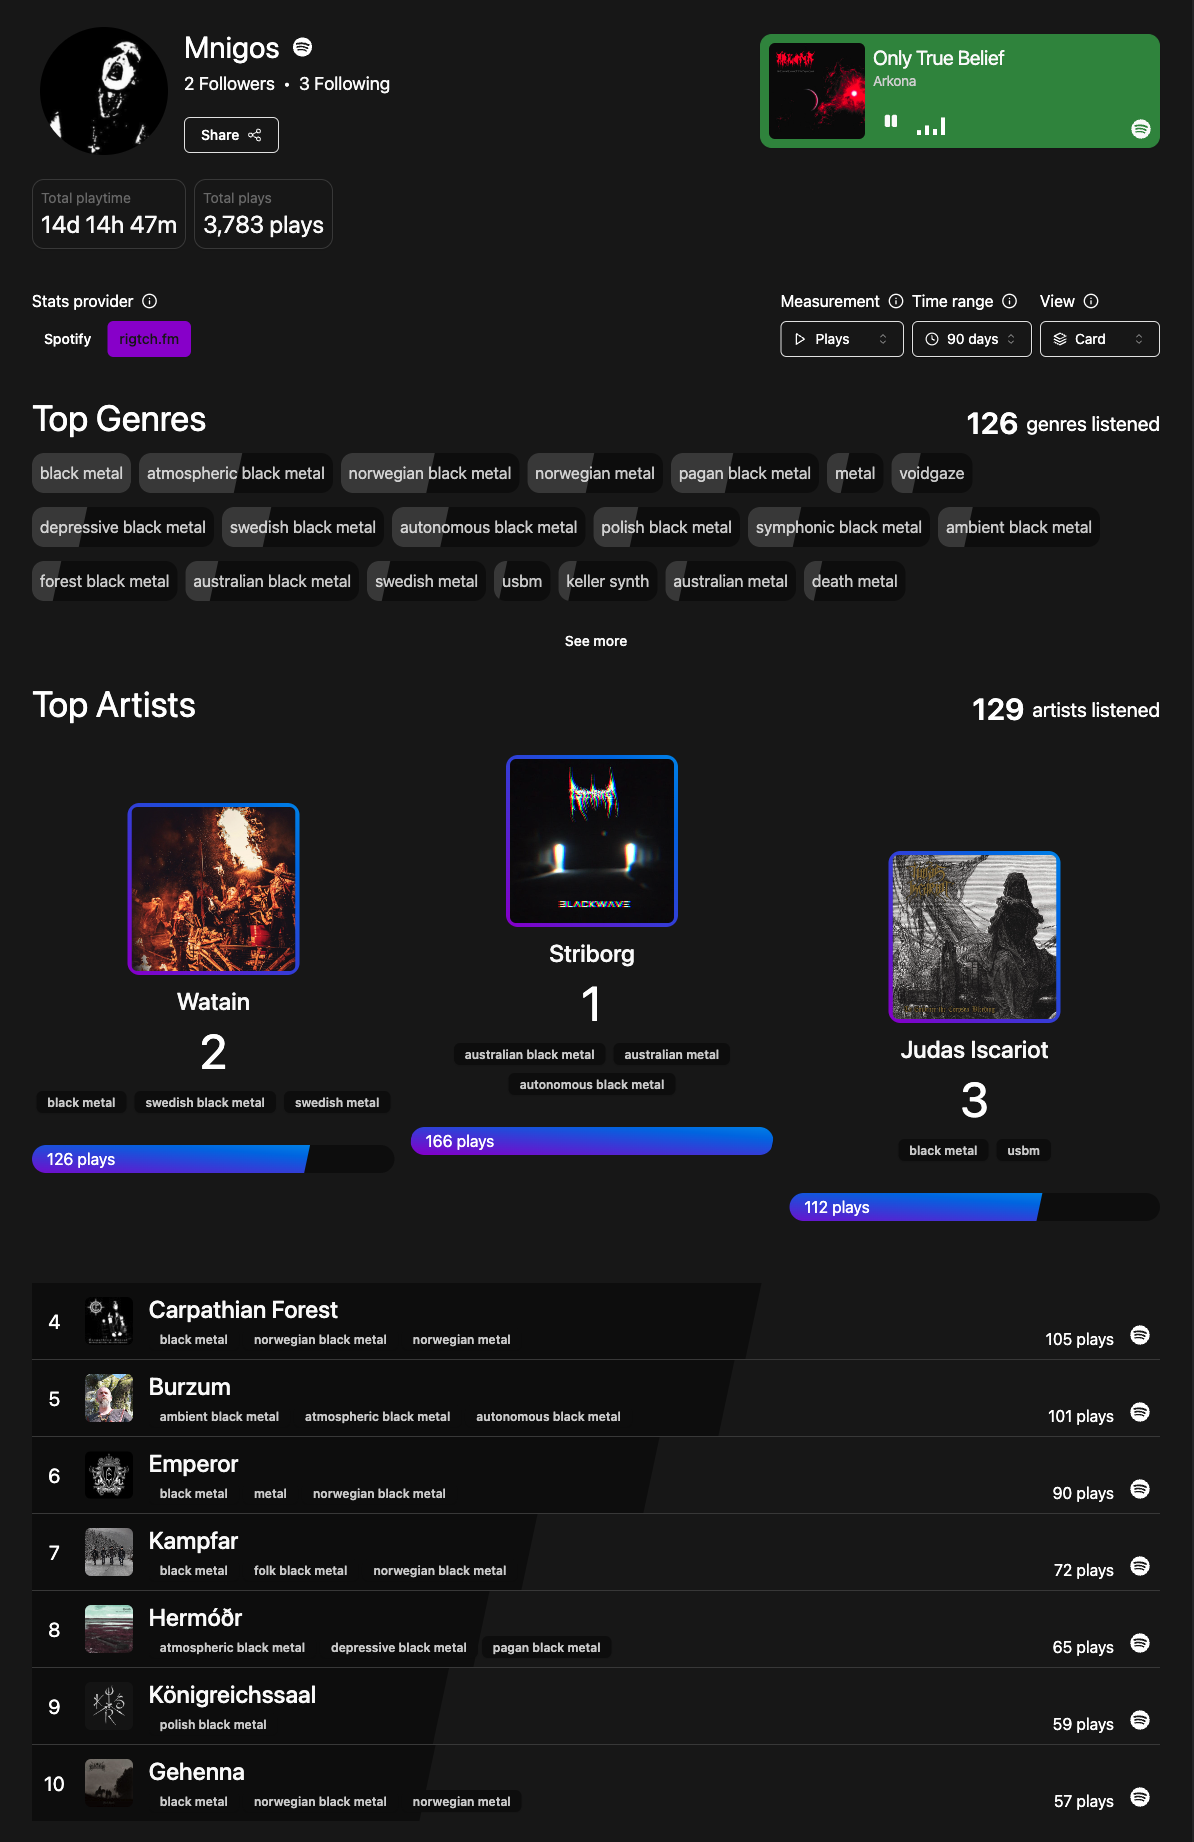 Mnigos
2 Followers • 3 Following
Share
Only True Belief
Arkona
Total playtime
14d 14h 47m
Total plays
3,783 plays
Stats provider
Spotify
rigtch.fm
Measurement
Time range
View
Plays
90 days
Card
Top Genres
126 genres listened
black metal
atmospheric black metal
norwegian black metal
norwegian metal
pagan black metal
metal
voidgaze
depressive black metal
swedish black metal
autonomous black metal
polish black metal
symphonic black metal
ambient black metal
forest black metal
australian black metal
swedish metal
usbm
keller synth
australian metal
death metal
See more
Top Artists
129 artists listened
BLACKWAVE
Striborg
1
australian black metal
australian metal
autonomous black metal
166 plays
Watain
2
black metal
swedish black metal
swedish metal
126 plays
Judas Iscariot
3
black metal
usbm
112 plays
4
Carpathian Forest
black metal
norwegian black metal
norwegian metal
105 plays
5
Burzum
ambient black metal
atmospheric black metal
autonomous black metal
101 plays
6
Emperor
black metal
metal
norwegian black metal
90 plays
7
Kampfar
black metal
folk black metal
norwegian black metal
72 plays
8
Hermóðr
atmospheric black metal
depressive black metal
pagan black metal
65 plays
9
Königreichssaal
polish black metal
59 plays
10
Gehenna
black metal
norwegian black metal
norwegian metal
57 plays